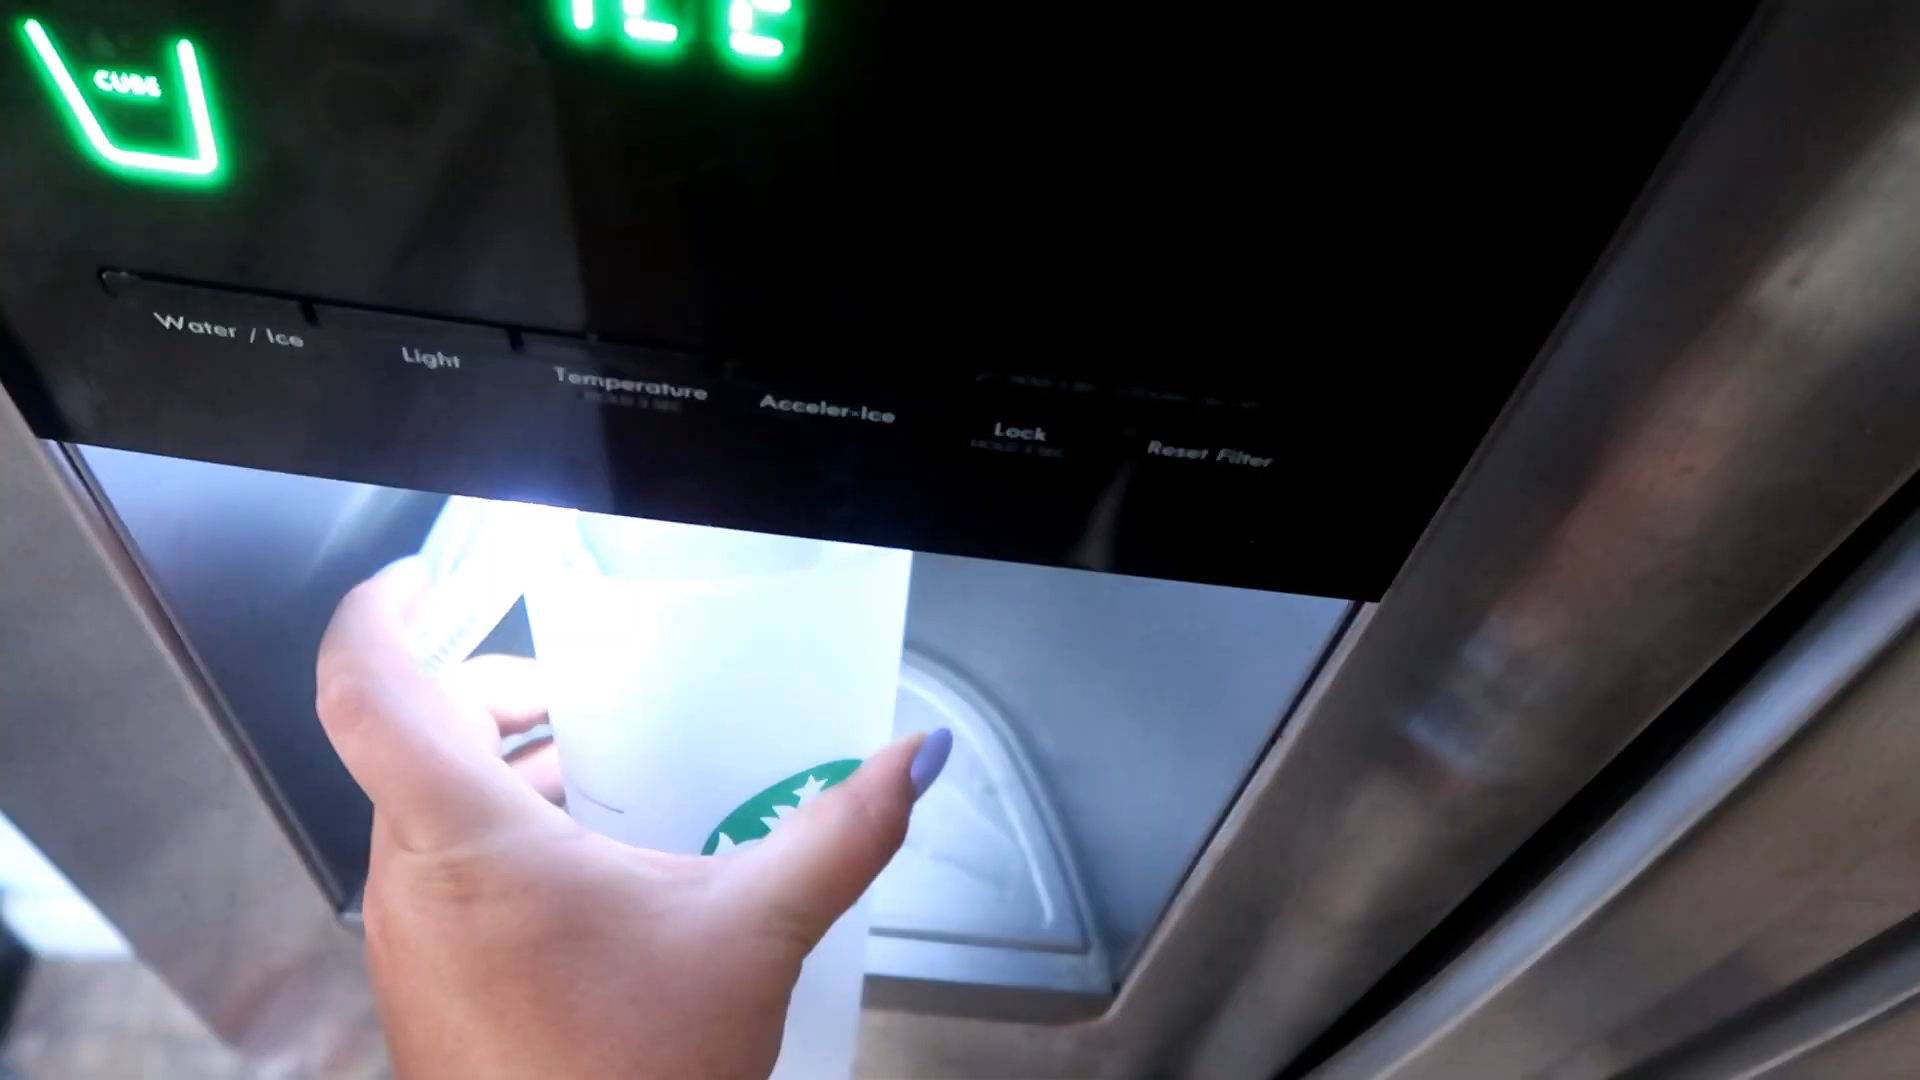 ICE
CUBE
Water / Ice
Light
Temperature
Acceler-Ice
Lock
Reset Filter